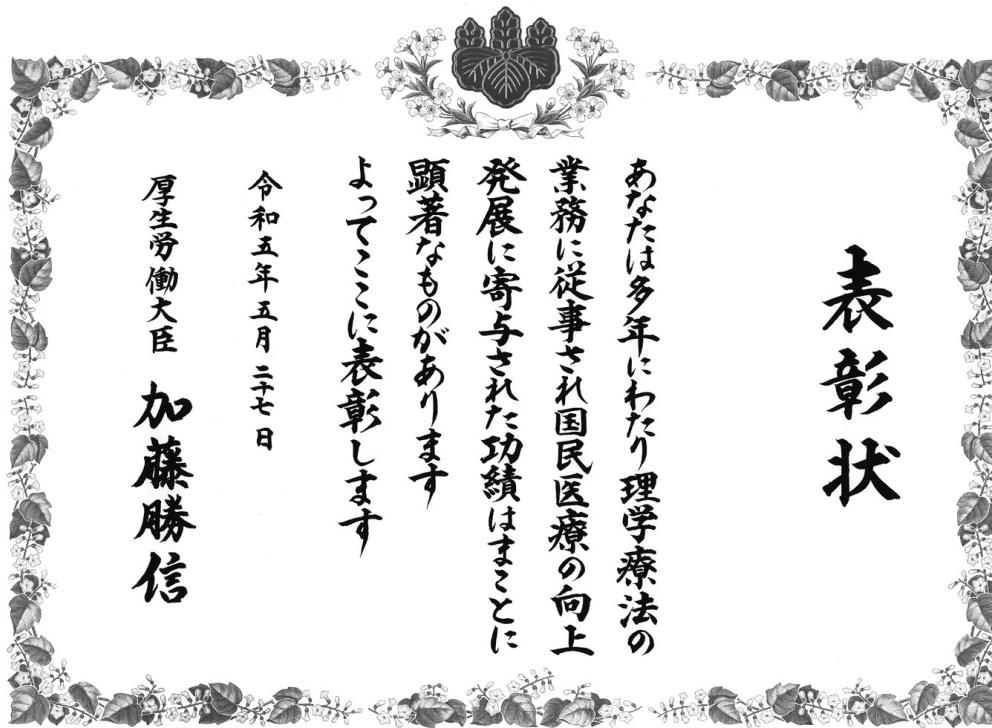 表彰状
あなたは多年にわたり理学療法の
業務に従事され国民医療の向上
発展に寄与された功績はまことに
顕著なものがあります
よってここに表彰します
令和五年五月二十七日
厚生労働大臣 加藤勝信